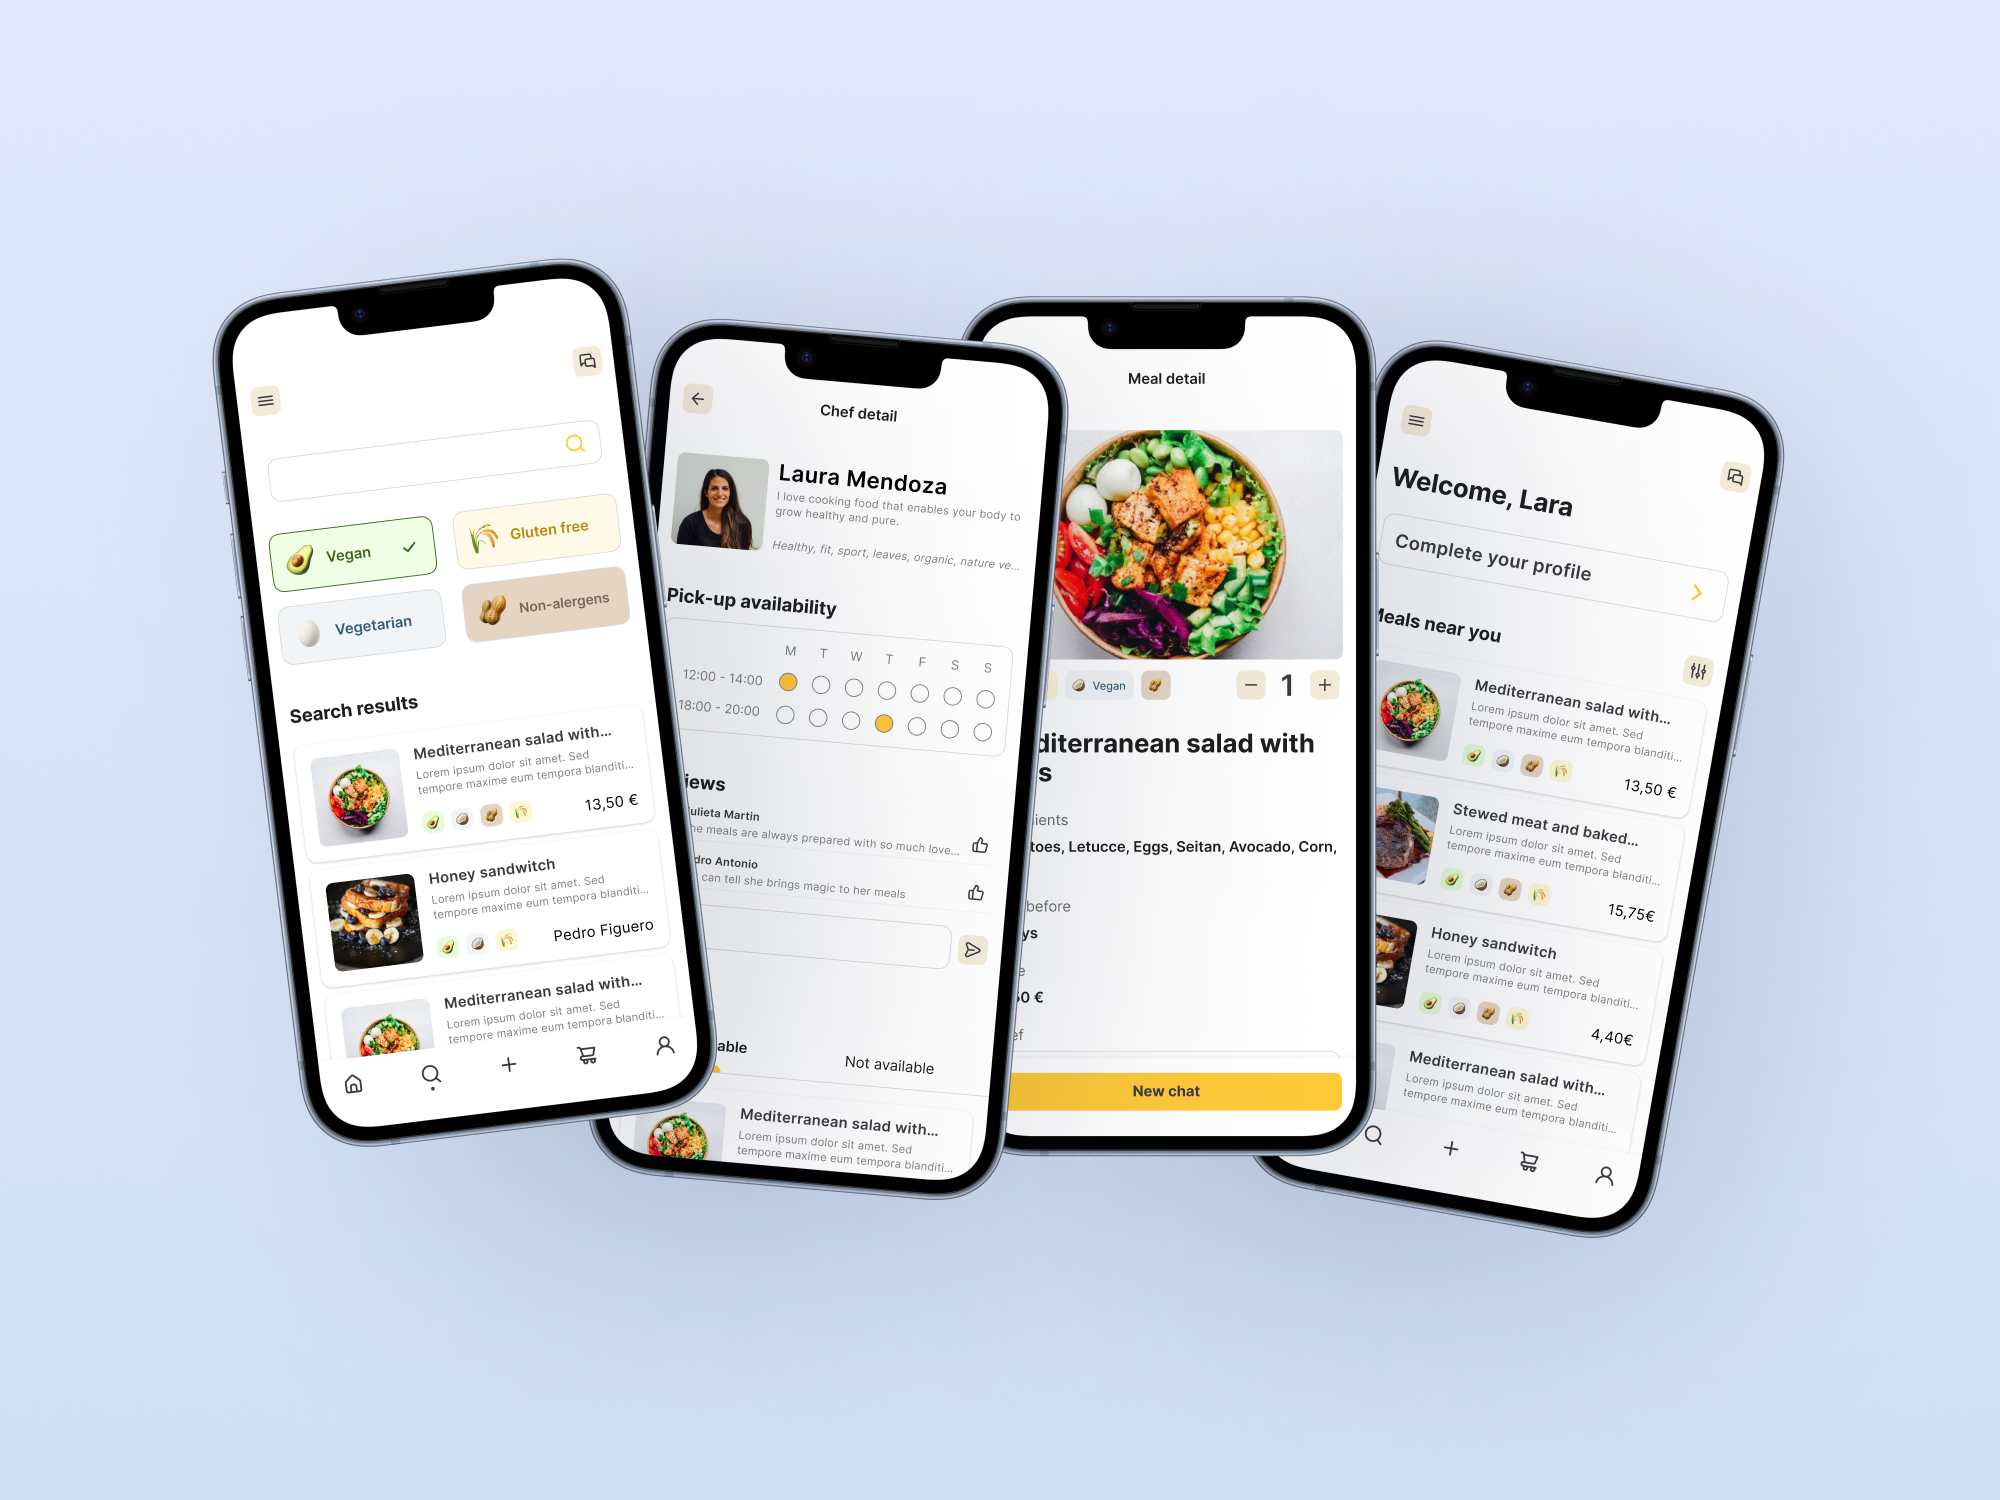 Vegan
Gluten free
Vegetarian
Non-alergens
Search results
Mediterranean salad with...
Lorem ipsum dolor sit amet. Sed
tempore maxime eum tempora blanditi...
13,50 €
Honey sandwitch
Lorem ipsum dolor sit amet. Sed
tempore maxime eum tempora blanditi...
Pedro Figuero
Mediterranean salad with...
Lorem ipsum dolor sit amet. Sed
tempore maxime eum tempora blanditi...
Chef detail
Laura Mendoza
I love cooking food that enables your body to
grow healthy and pure.
Healthy, fit, sport, leaves, organic, nature ve...
Pick-up availability
M T W T F S S
12:00 - 14:00
18:00 - 20:00
iews
ulieta Martin
he meals are always prepared with so much love...
dro Antonio
can tell she brings magic to her meals
able
Not available
Mediterranean salad with...
Lorem ipsum dolor sit amet. Sed
tempore maxime eum tempora blanditi...
Meal detail
Vegan
1
diterranean salad with
s
ients
toes, Letucce, Eggs, Seitan, Avocado, Corn,
before
ys
e
50 €
ef
New chat
Welcome, Lara
Complete your profile
Meals near you
Mediterranean salad with...
Lorem ipsum dolor sit amet. Sed
tempore maxime eum tempora blanditi...
13,50 €
Stewed meat and baked...
Lorem ipsum dolor sit amet. Sed
tempore maxime eum tempora blanditi...
15,75€
Honey sandwitch
Lorem ipsum dolor sit amet. Sed
tempore maxime eum tempora blanditi...
4,40€
Mediterranean salad with...
Lorem ipsum dolor sit amet. Sed
tempore maxime eum tempora blanditi...